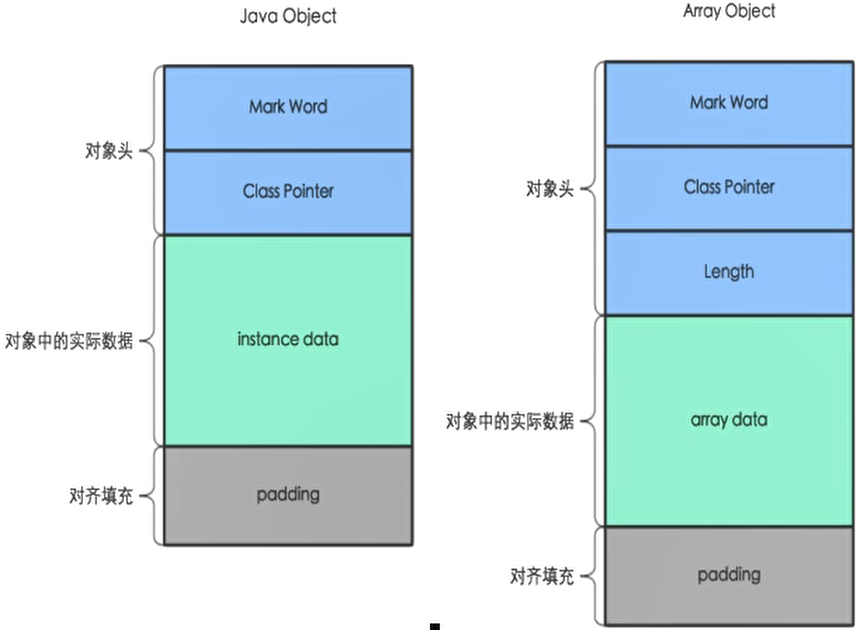 Java Object
Mark Word
对象头
Class Pointer
对象中的实际数据
instance data
对齐填充
padding
Array Object
Mark Word
Class Pointer
对象头
Length
对象中的实际数据
array data
对齐填充
padding